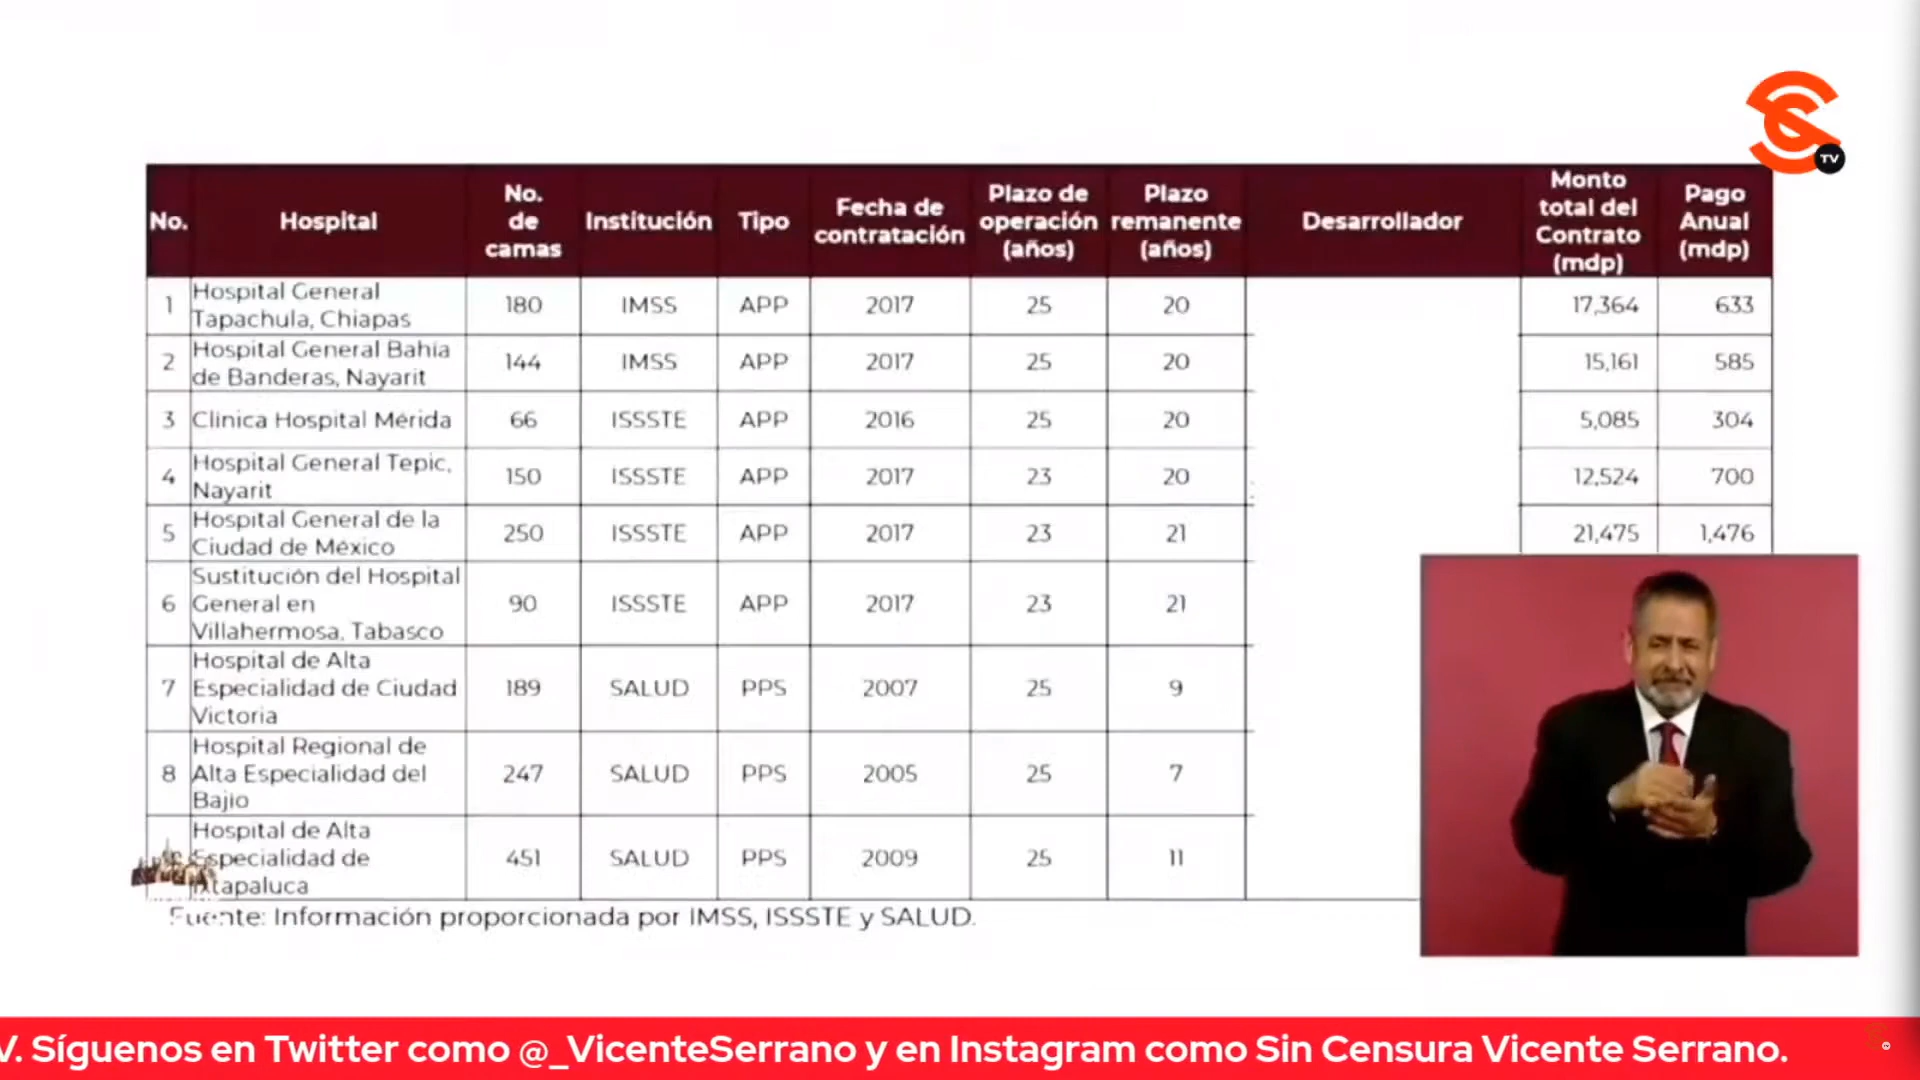 TV
No. Hospital No. de camas Institución Tipo Fecha de contratación Plazo de operación (años) Plazo remanente (años) Desarrollador Monto total del Contrato (mdp) Pago Anual (mdp)
1 Hospital General Tapachula, Chiapas 180 IMSS APP 2017 25 20 17,364 633
2 Hospital General Bahía de Banderas, Nayarit 144 IMSS APP 2017 25 20 15,161 585
3 Clínica Hospital Mérida 66 ISSSTE APP 2016 25 20 5,085 304
4 Hospital General Tepic, Nayarit 150 ISSSTE APP 2017 23 20 12,524 700
5 Hospital General de la Ciudad de México 250 ISSSTE APP 2017 23 21 21,475 1,476
6 Sustitución del Hospital General en Villahermosa, Tabasco 90 ISSSTE APP 2017 23 21
7 Hospital de Alta Especialidad de Ciudad Victoria 189 SALUD PPS 2007 25 9
8 Hospital Regional de Alta Especialidad del Bajío 247 SALUD PPS 2005 25 7
Hospital de Alta Especialidad de Ixtapaluca 451 SALUD PPS 2009 25 11
Fuente: Información proporcionada por IMSS, ISSSTE y SALUD.
V. Síguenos en Twitter como @_VicenteSerrano y en Instagram como Sin Censura Vicente Serrano.